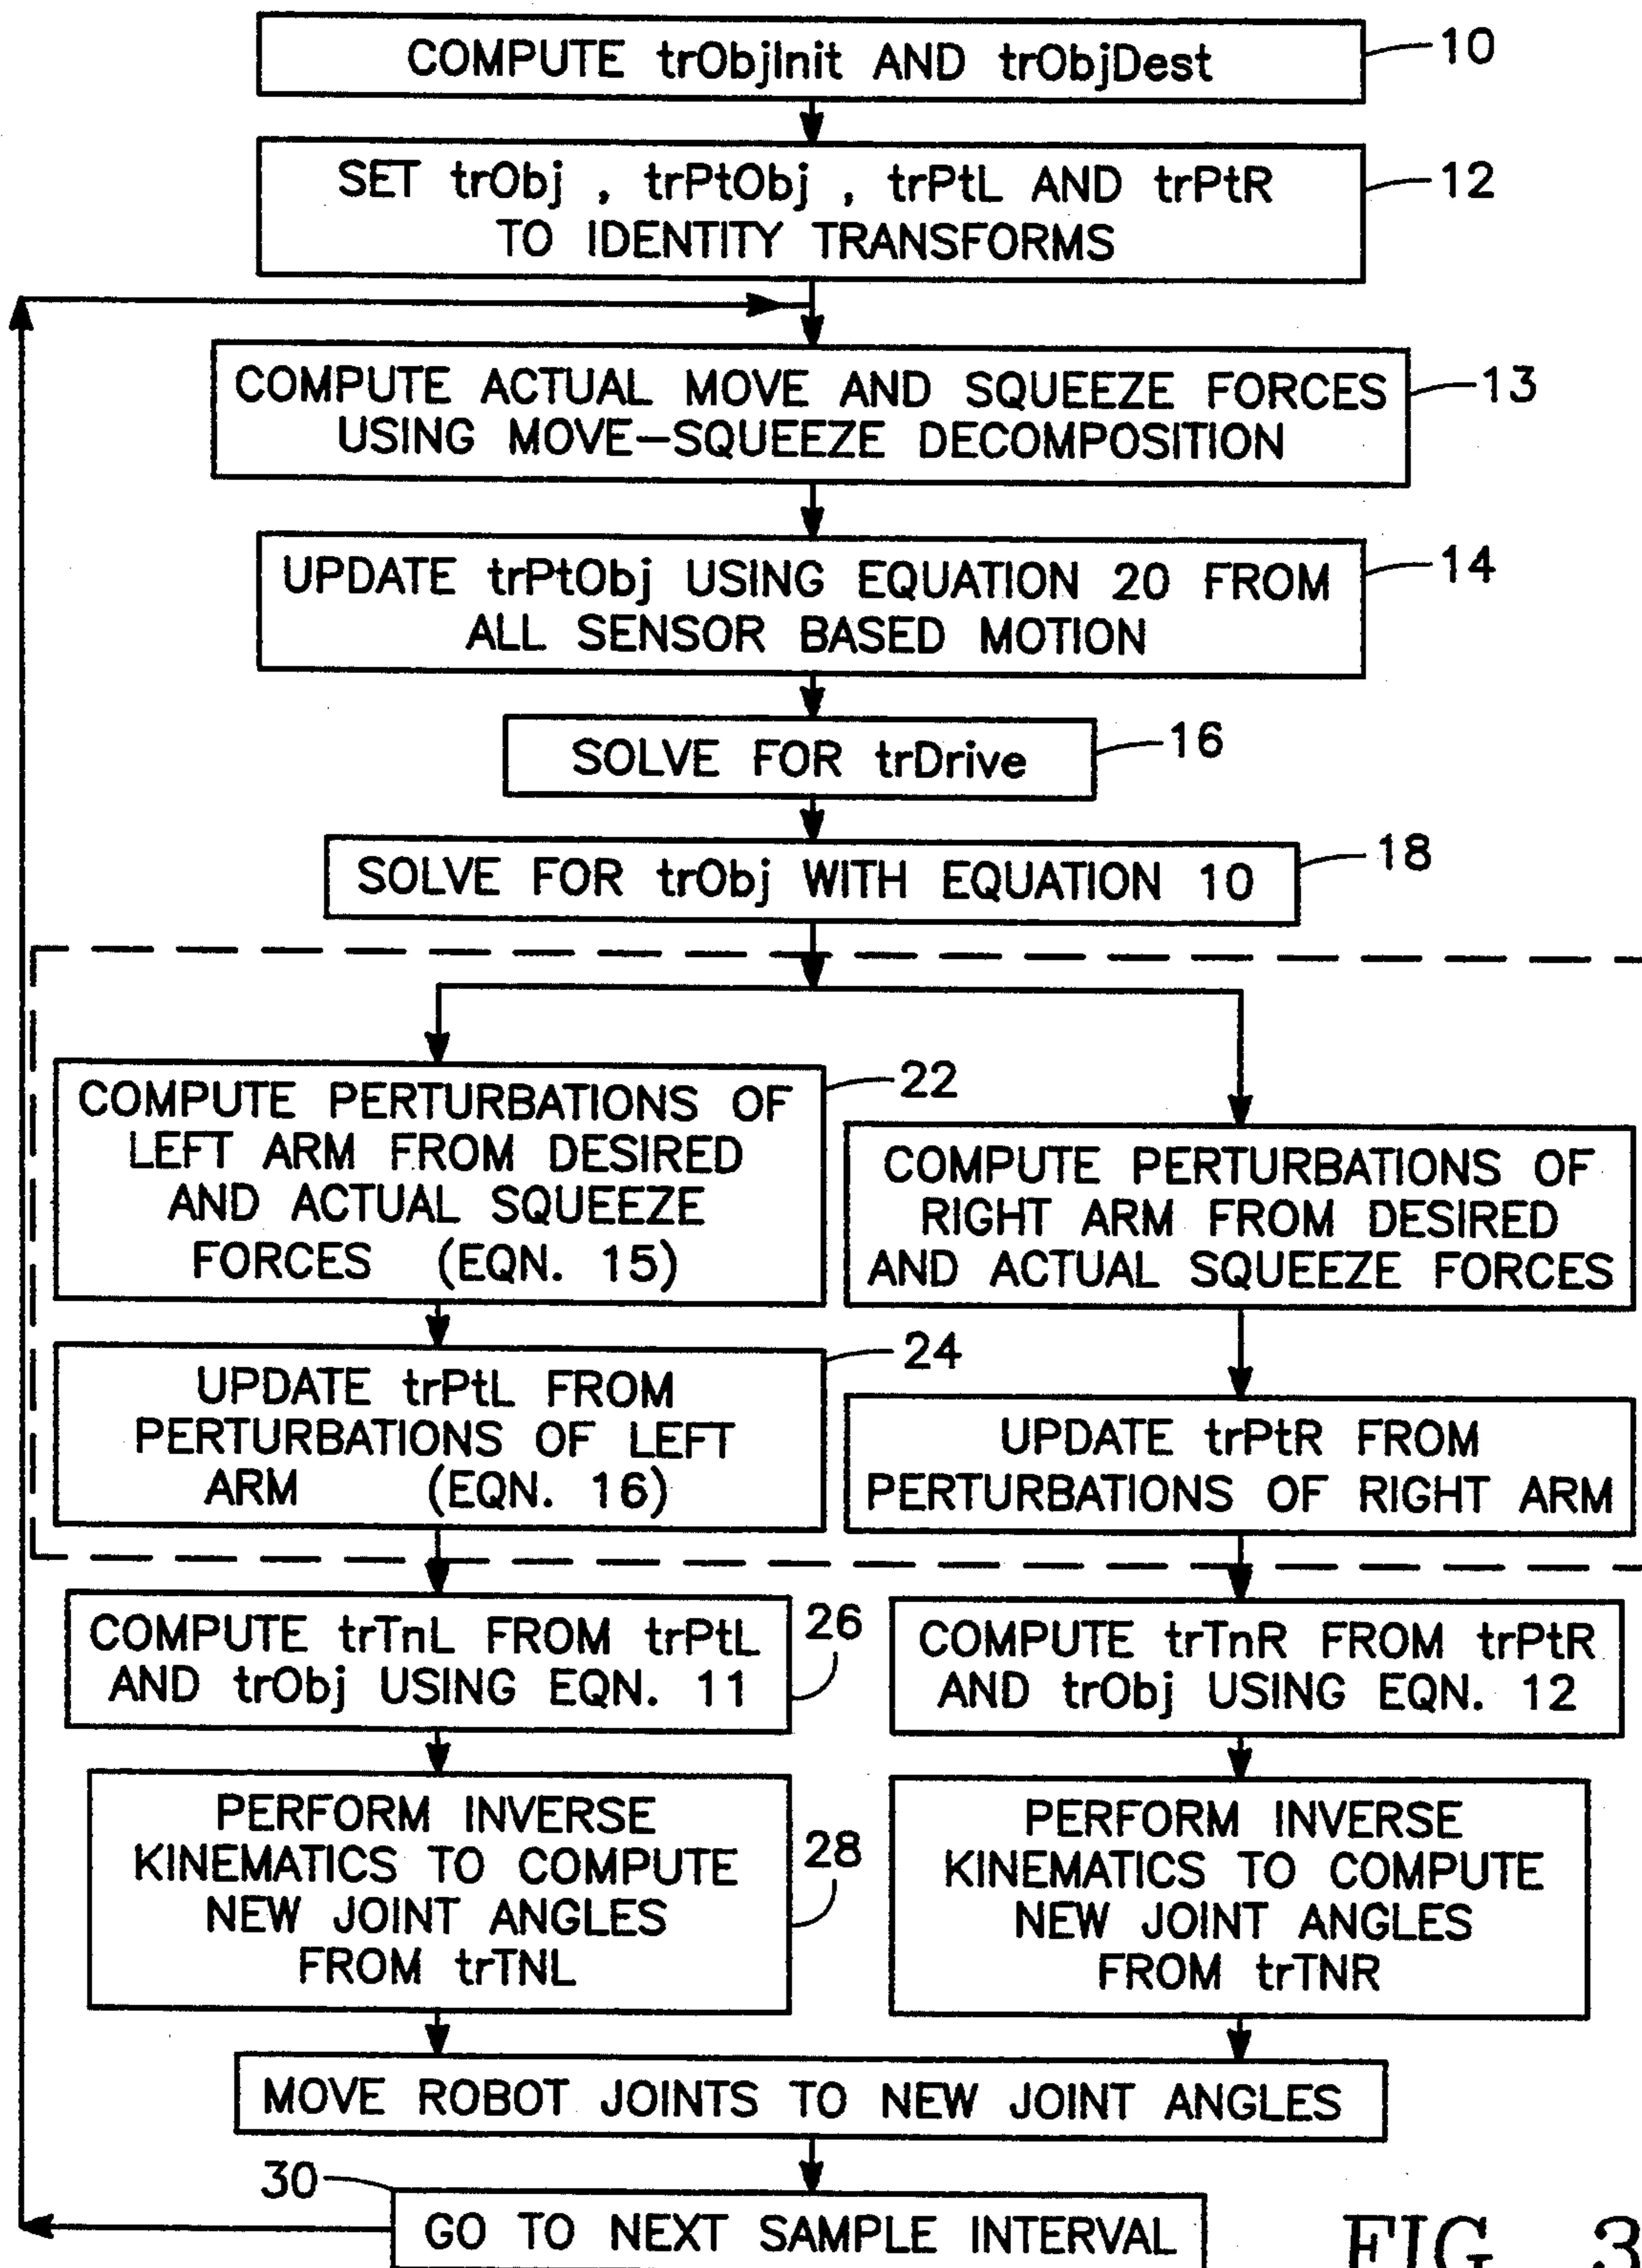 COMPUTE trObjInit AND trObjDest
10
SET trObj , trPtObj , trPtL AND trPtR
TO IDENTITY TRANSFORMS
12
COMPUTE ACTUAL MOVE AND SQUEEZE FORCES
USING MOVE-SQUEEZE DECOMPOSITION
13
UPDATE trPtObj USING EQUATION 20 FROM
ALL SENSOR BASED MOTION
14
SOLVE FOR trDrive
16
SOLVE FOR trObj WITH EQUATION 10
18
COMPUTE PERTURBATIONS OF
LEFT ARM FROM DESIRED
AND ACTUAL SQUEEZE
FORCES (EQN. 15)
22
COMPUTE PERTURBATIONS OF
RIGHT ARM FROM DESIRED
AND ACTUAL SQUEEZE FORCES
UPDATE trPtL FROM
PERTURBATIONS OF LEFT
ARM (EQN. 16)
24
UPDATE trPtR FROM
PERTURBATIONS OF RIGHT ARM
COMPUTE trTnL FROM trPtL
AND trObj USING EQN. 11
26
COMPUTE trTnR FROM trPtR
AND trObj USING EQN. 12
PERFORM INVERSE
KINEMATICS TO COMPUTE
NEW JOINT ANGLES
FROM trTNL
28
PERFORM INVERSE
KINEMATICS TO COMPUTE
NEW JOINT ANGLES
FROM trTNR
MOVE ROBOT JOINTS TO NEW JOINT ANGLES
30
GO TO NEXT SAMPLE INTERVAL
FIG. 3